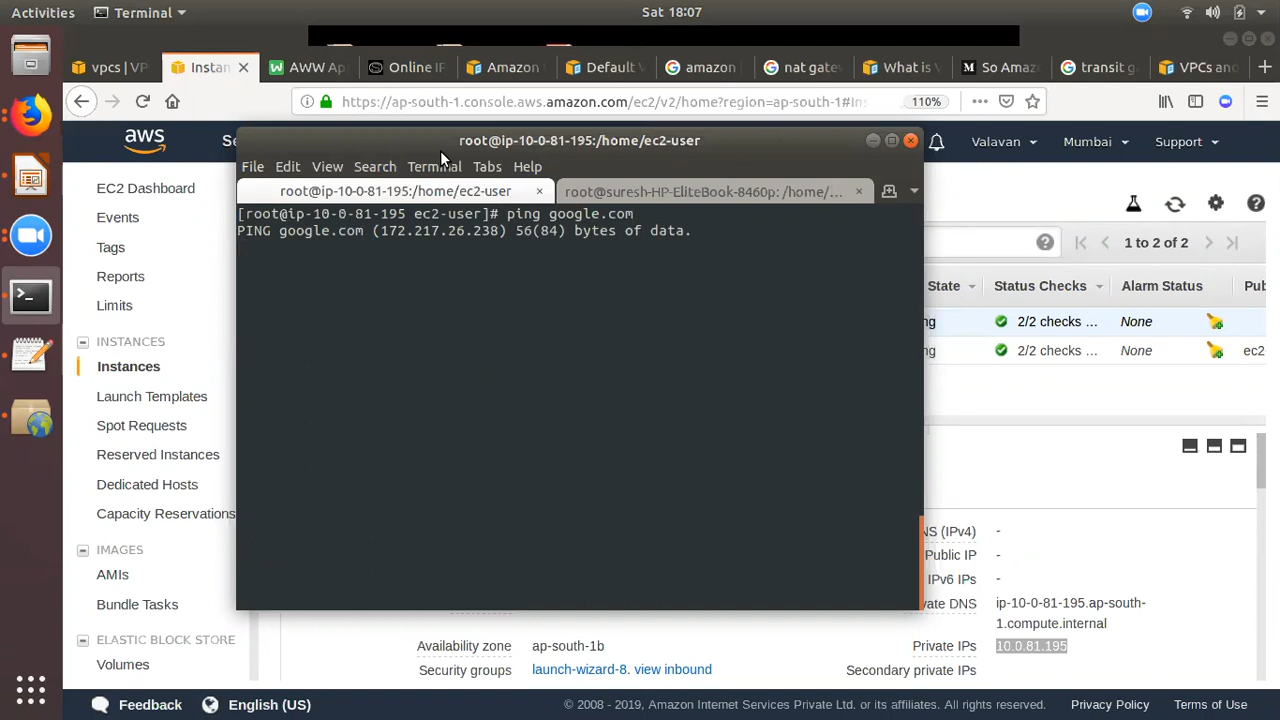 Activities
Terminal
Sat 18:07
vpcs | VP
Instan
AWW Ap
Online IP
Amazon
Default V
amazon
nat gate
What is V
So Amaz
transit g
VPCs and
https://ap-south-1.console.aws.amazon.com/ec2/v2/home?region=ap-south-1#Ins
110%
aws
Se
Valavan
Mumbai
Support
root@ip-10-0-81-195:/home/ec2-user
File Edit View Search Terminal Tabs Help
root@ip-10-0-81-195:/home/ec2-user
root@suresh-HP-EliteBook-8460p: /home/...
[root@ip-10-0-81-195 ec2-user]# ping google.com
PING google.com (172.217.26.238) 56(84) bytes of data.
EC2 Dashboard
Events
Tags
Reports
Limits
INSTANCES
Instances
Launch Templates
Spot Requests
Reserved Instances
Dedicated Hosts
Capacity Reservations
IMAGES
AMIs
Bundle Tasks
ELASTIC BLOCK STORE
Volumes
1 to 2 of 2
State Status Checks Alarm Status Pub
ng 2/2 checks ... None
ng 2/2 checks ... None ec2
NS (IPv4) -
Public IP -
IPv6 IPs -
vate DNS ip-10-0-81-195.ap-south-
1.compute.internal
Availability zone ap-south-1b Private IPs 10.0.81.195
Security groups launch-wizard-8. view inbound Secondary private IPs
Feedback English (US) © 2008 - 2019, Amazon Internet Services Private Ltd. or its affiliates. All rights reserved. Privacy Policy Terms of Use